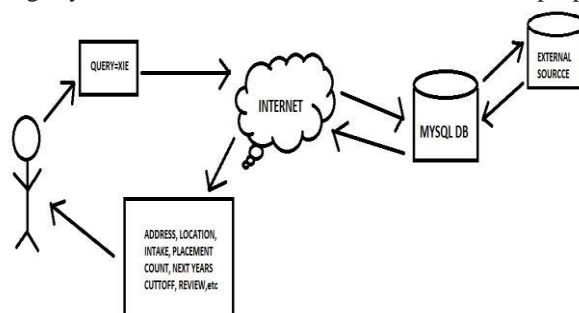 QUERY=XIE
INTERNET
MYSQL DB
EXTERNAL
SOURCCE
ADDRESS, LOCATION,
INTAKE, PLACEMENT
COUNT, NEXT YEARS
CUTTOFF, REVIEW,etc